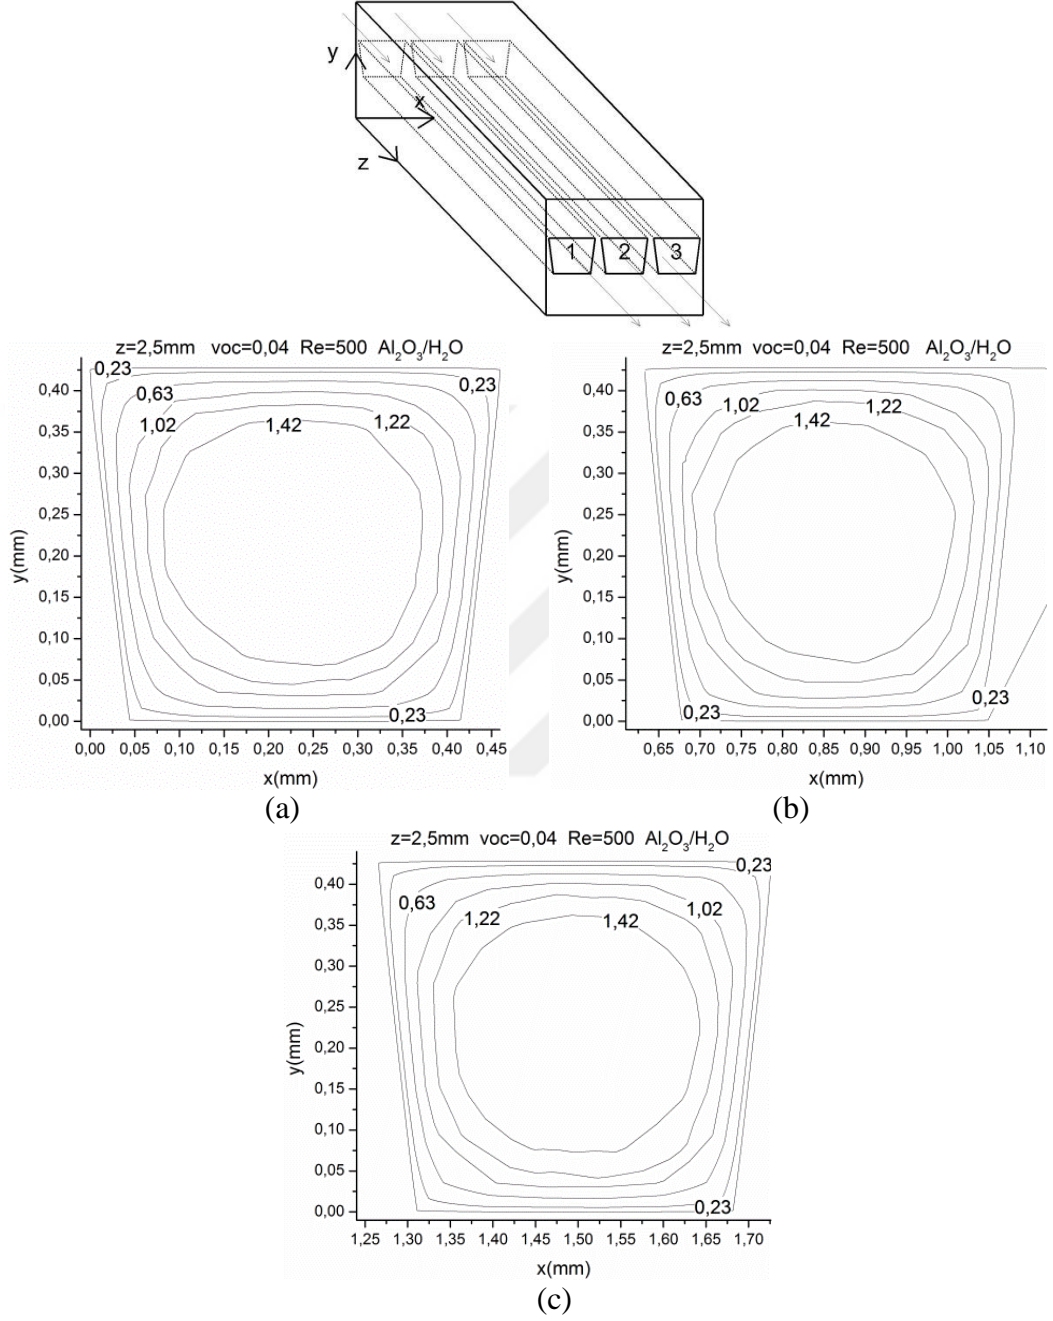 y
x
z
1 2 3
z=2,5mm voc=0,04 Re=500 Al₂O₃/H₂O
0,23
0,23
0,63
1,02
1,42
1,22
0,23
0,40
0,35
0,30
0,25
0,20
0,15
0,10
0,05
0,00
y(mm)
0,00 0,05 0,10 0,15 0,20 0,25 0,30 0,35 0,40 0,45
x(mm)
(a)
z=2,5mm voc=0,04 Re=500 Al₂O₃/H₂O
0,63
1,02
1,42
1,22
0,23
0,23
0,40
0,35
0,30
0,25
0,20
0,15
0,10
0,05
0,00
y(mm)
0,65 0,70 0,75 0,80 0,85 0,90 0,95 1,00 1,05 1,10
x(mm)
(b)
z=2,5mm voc=0,04 Re=500 Al₂O₃/H₂O
0,23
0,63
1,22
1,42
1,02
0,23
0,40
0,35
0,30
0,25
0,20
0,15
0,10
0,05
0,00
y(mm)
1,25 1,30 1,35 1,40 1,45 1,50 1,55 1,60 1,65 1,70
x(mm)
(c)